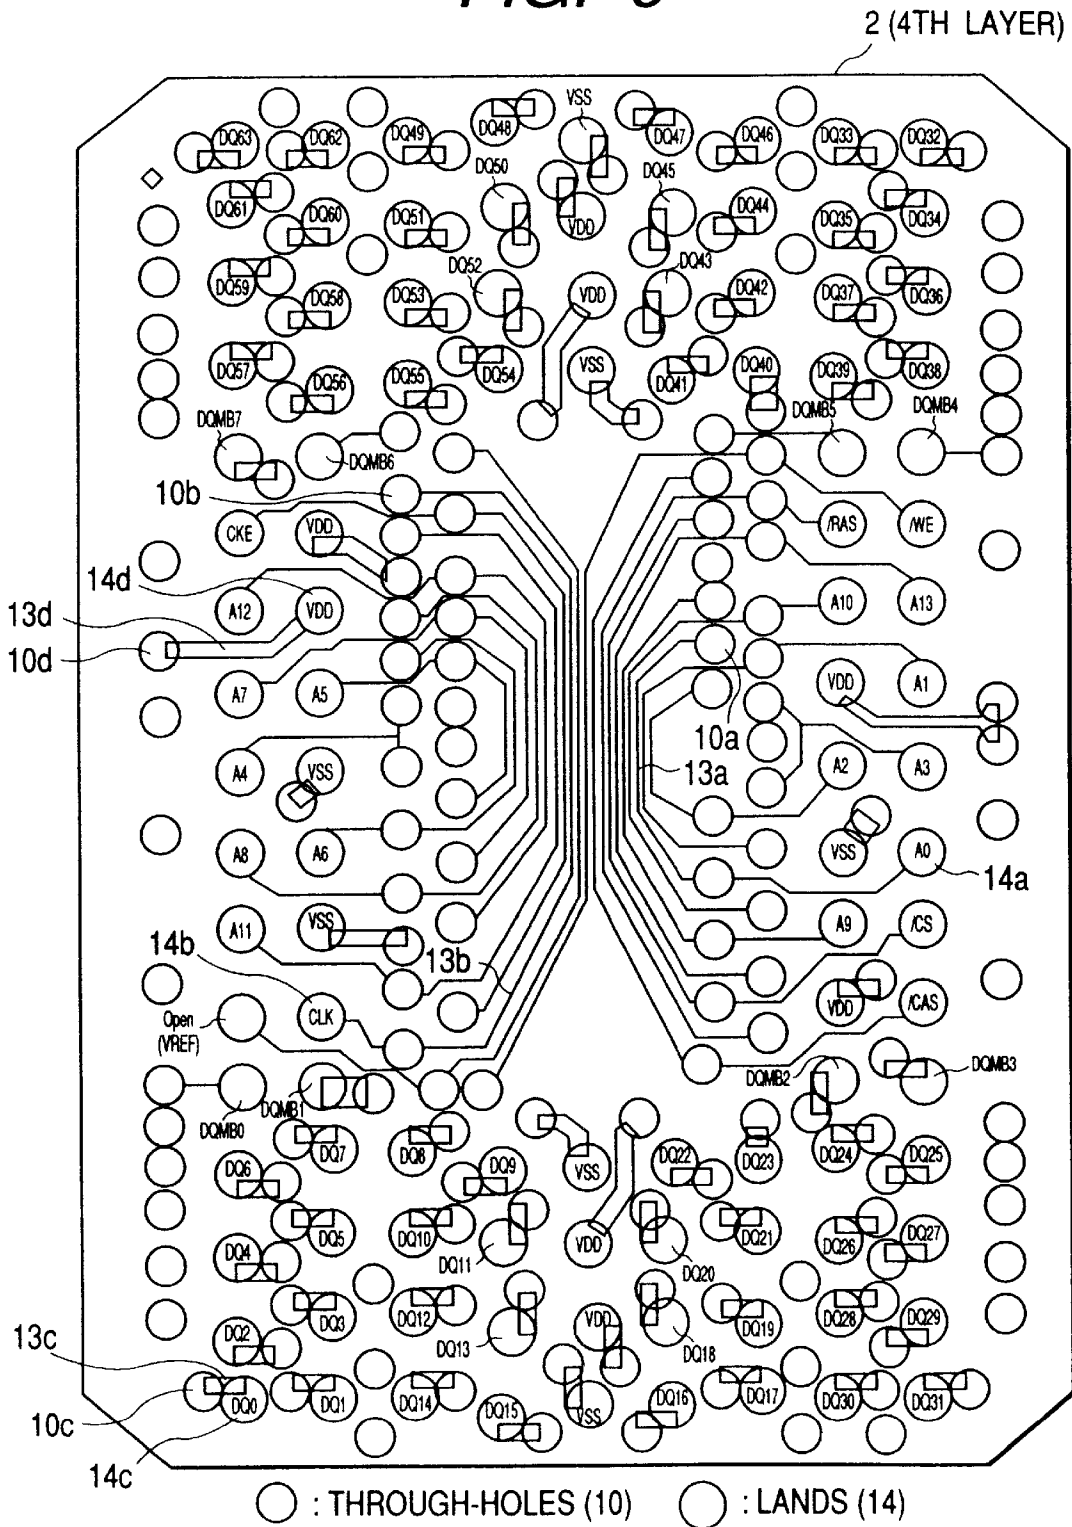 FIG. 6
2 (4TH LAYER)
DQ63 DQ62 DQ49 DQ48 VSS DQ47 DQ46 DQ33 DQ32
DQ61 DQ50 DQ45 DQ34
DQ60 DQ51 VDD DQ44 DQ35
DQ59 DQ52 DQ43 DQ36
DQ58 DQ53 VDD DQ42 DQ37
DQ57 DQ54 VSS DQ41 DQ40 DQ38
DQ56 DQ55 DQ39
DQMB7 DQMB6 DQMB5 DQMB4
10b
CKE VDD /RAS /WE
14d
13d
A12 VDD A10 A13
10d
A7 A5 VDD A1
10a
13a
A4 VSS A2 A3
A8 A6 VSS A0
14a
A11 VSS A9 /CS
14b
13b
Open
(VREF)
CLK VDD /CAS
DQMB0 DQMB1 DQMB2 DQMB3
DQ7 DQ8 DQ23 DQ24
DQ6 DQ9 VSS DQ22 DQ25
DQ5 DQ10 DQ21 DQ26 DQ27
DQ4 DQ11 VDD DQ20
DQ3 DQ12 DQ19 DQ28 DQ29
DQ2 DQ13 VDD DQ18
13c
10c
DQ0 DQ1 DQ14 DQ15 VSS DQ16 DQ17 DQ30 DQ31
14c
: THROUGH-HOLES (10) : LANDS (14)